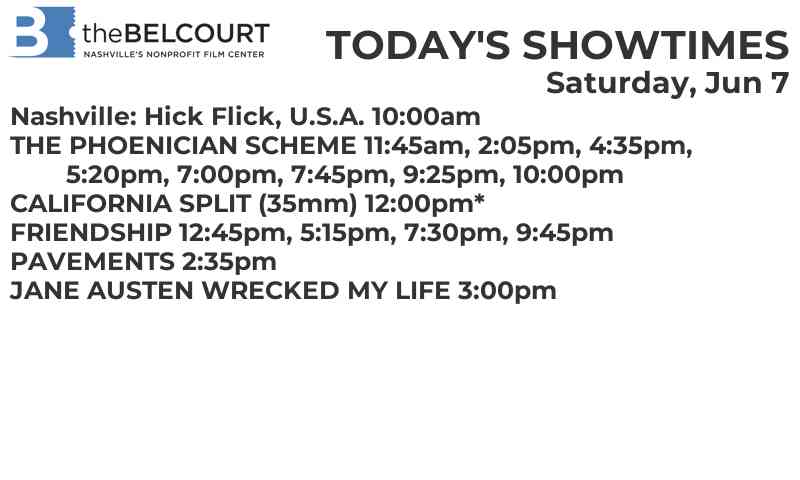 B theBELCOURT
NASHVILLE'S NONPROFIT FILM CENTER
TODAY'S SHOWTIMES
Saturday, Jun 7
Nashville: Hick Flick, U.S.A. 10:00am
THE PHOENICIAN SCHEME 11:45am, 2:05pm, 4:35pm,
5:20pm, 7:00pm, 7:45pm, 9:25pm, 10:00pm
CALIFORNIA SPLIT (35mm) 12:00pm*
FRIENDSHIP 12:45pm, 5:15pm, 7:30pm, 9:45pm
PAVEMENTS 2:35pm
JANE AUSTEN WRECKED MY LIFE 3:00pm